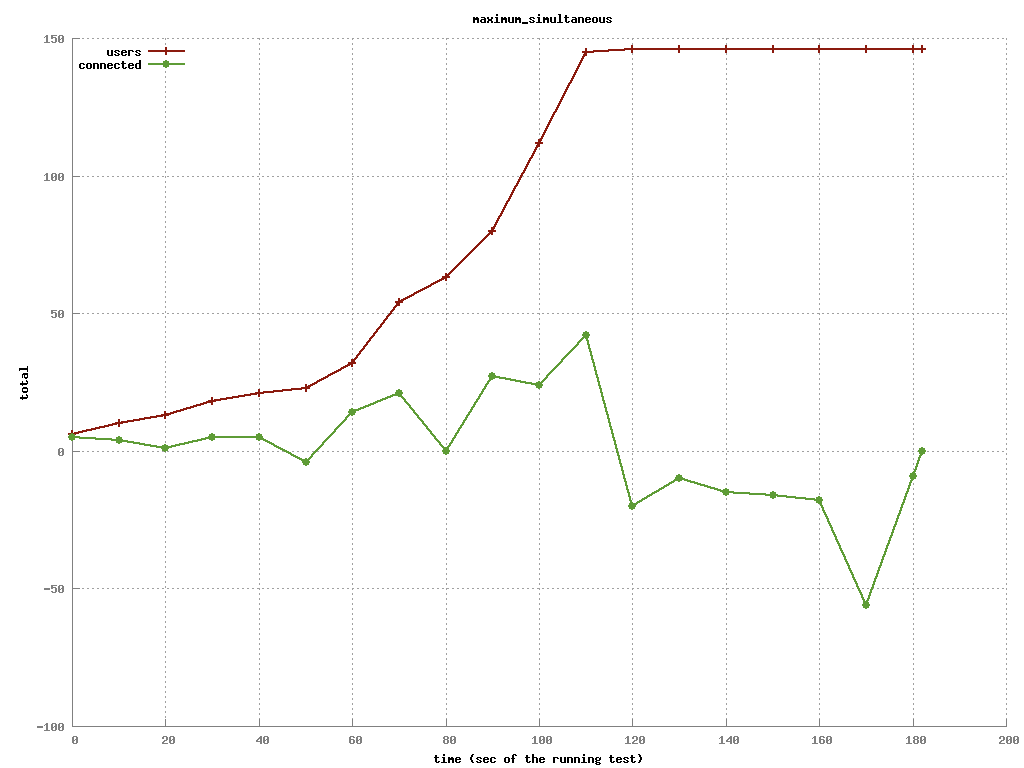 maximum_simultaneous
150
users
connected
100
50
total
0
-50
-100
0 20 40 60 80 100 120 140 160 180 200
time (sec of the running test)